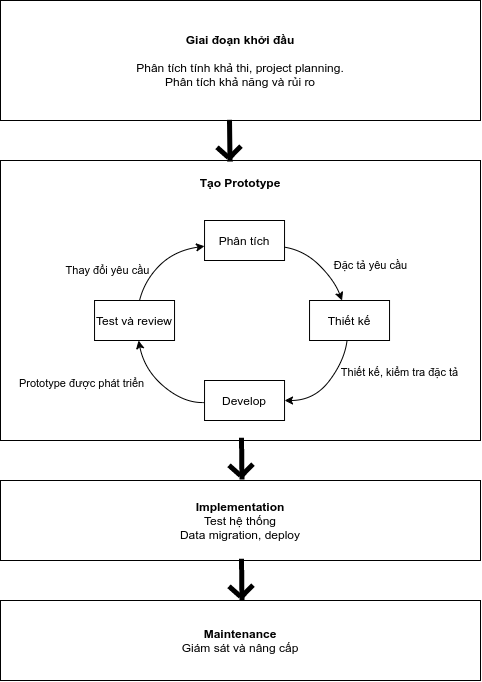 Giai đoạn khởi đầu
Phân tích tính khả thi, project planning.
Phân tích khả năng và rủi ro
Tạo Prototype
Phân tích
Thay đổi yêu cầu
Đặc tả yêu cầu
Test và review
Thiết kế
Prototype được phát triển
Thiết kế, kiểm tra đặc tả
Develop
Implementation
Test hệ thống
Data migration, deploy
Maintenance
Giám sát và nâng cấp